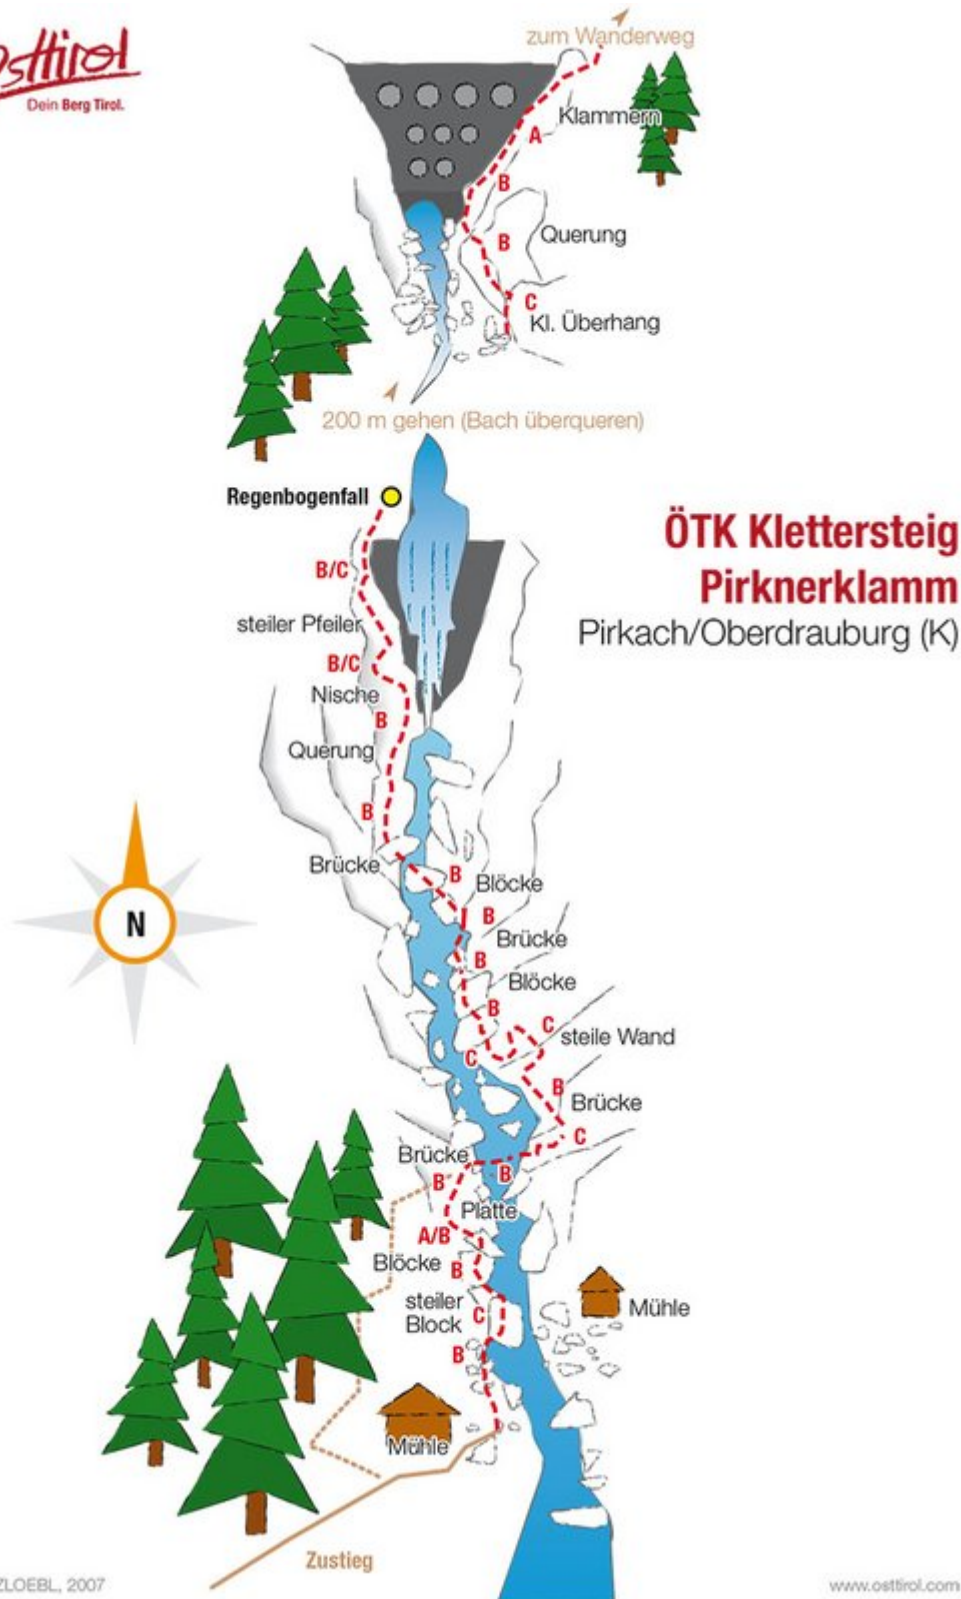 Osttirol
Dein Berg Tirol.
zum Wanderweg
Klammern
A
B
B
Querung
C
Kl. Überhang
200 m gehen (Bach überqueren)
Regenbogenfall
ÖTK Klettersteig
Pirknerklamm
Pirkach/Oberdrauburg (K)
B/C
steiler Pfeiler
B/C
Nische
B
Querung
B
Brücke
B
Blöcke
B
Brücke
B
Blöcke
B
C
steile Wand
C
B
Brücke
C
Brücke
B
B
Platte
A/B
Blöcke
B
steiler
Block
C
B
Mühle
Mühle
N
Zustieg
ZLOEBL, 2007
www.osttirol.com